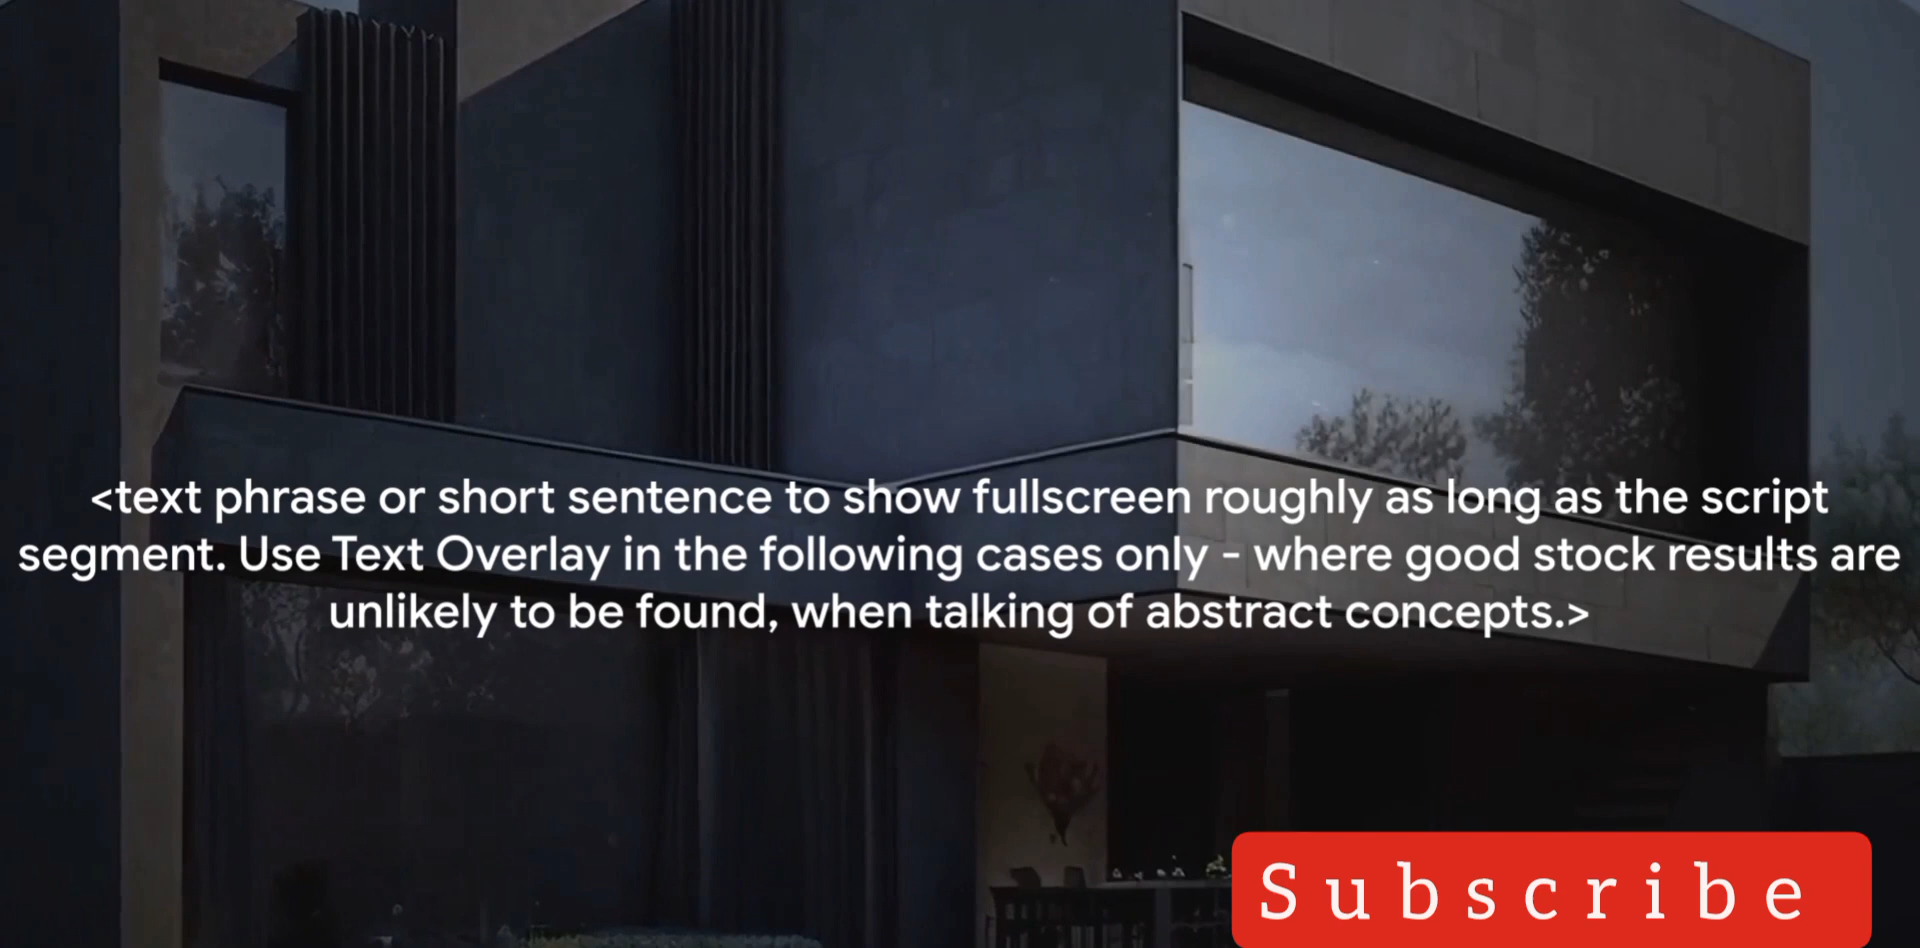 <text phrase or short sentence to show fullscreen roughly as long as the script
segment. Use Text Overlay in the following cases only - where good stock results are
unlikely to be found, when talking of abstract concepts.>
Subscribe